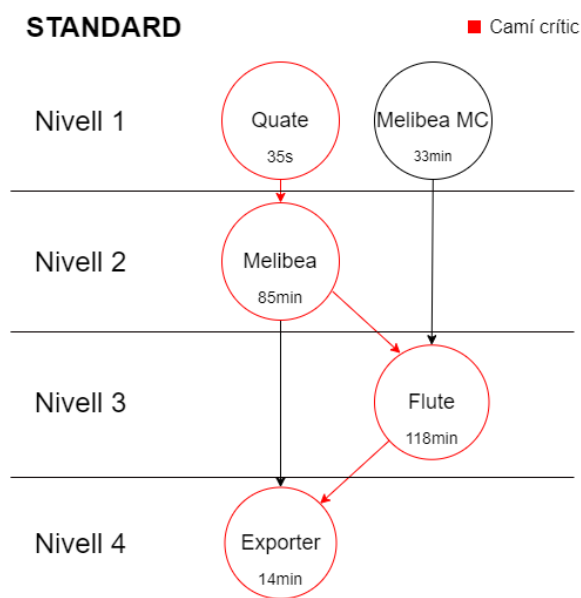 STANDARD
Camí crític
Nivell 1
Quate
35s
Melibea MC
33min
Nivell 2
Melibea
85min
Nivell 3
Flute
118min
Nivell 4
Exporter
14min